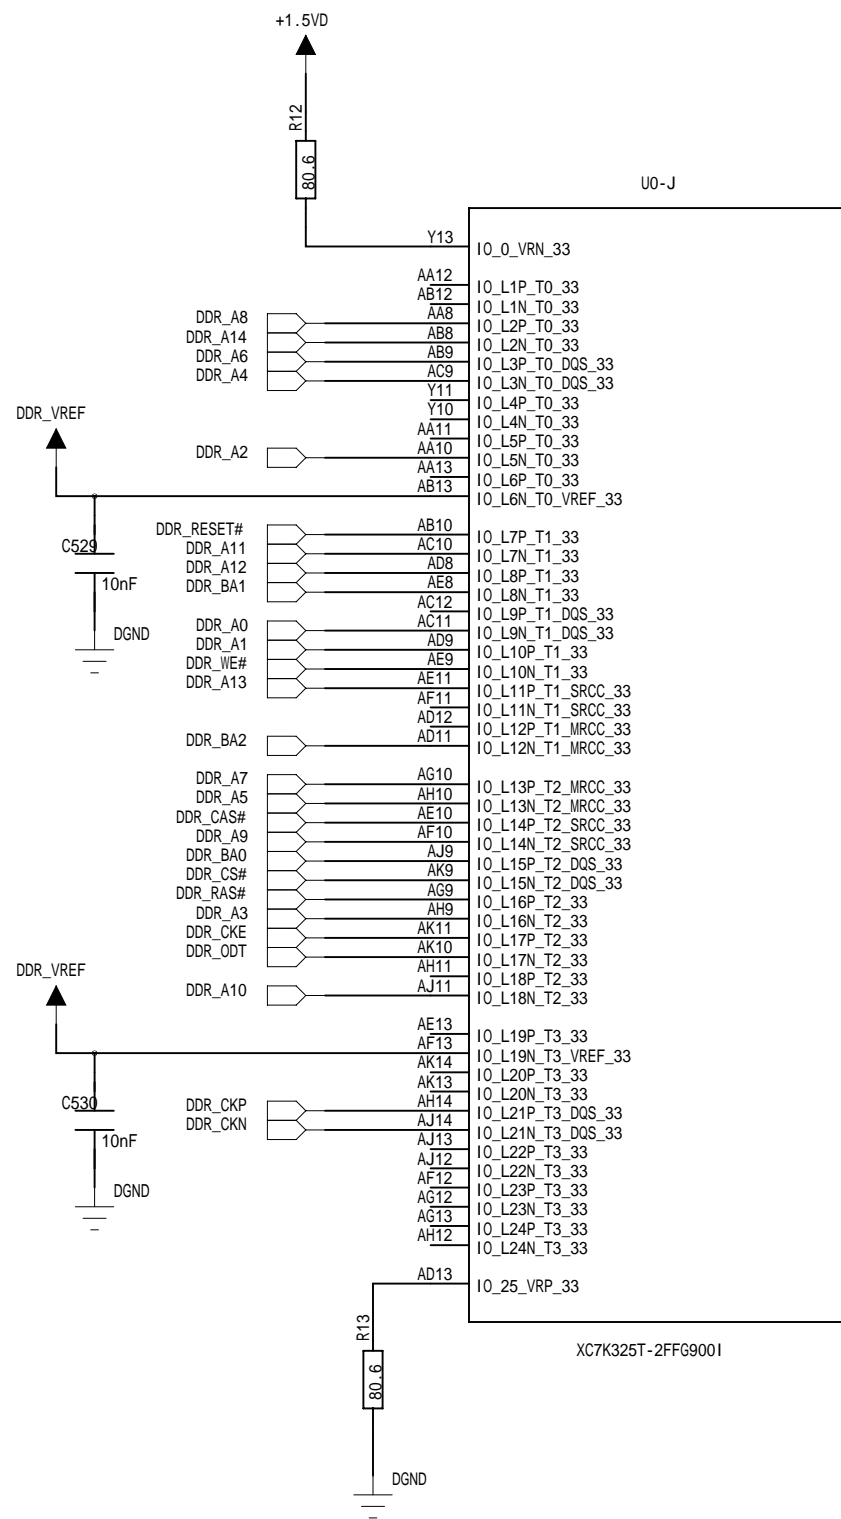 +1.5VD
R12
80.6
U0-J
Y13 IO_0_VRN_33
AA12 IO_L1P_T0_33
AB12 IO_L1N_T0_33
DDR_A8 AA8 IO_L2P_T0_33
DDR_A14 AB8 IO_L2N_T0_33
DDR_A6 AB9 IO_L3P_T0_DQS_33
DDR_A4 AC9 IO_L3N_T0_DQS_33
Y11 IO_L4P_T0_33
DDR_VREF Y10 IO_L4N_T0_33
AA11 IO_L5P_T0_33
DDR_A2 AA10 IO_L5N_T0_33
AA13 IO_L6P_T0_33
AB13 IO_L6N_T0_VREF_33
DDR_RESET# AB10 IO_L7P_T1_33
C529 DDR_A11 AC10 IO_L7N_T1_33
DDR_A12 AD8 IO_L8P_T1_33
10nF DDR_BA1 AE8 IO_L8N_T1_33
AC12 IO_L9P_T1_DQS_33
DGND DDR_A0 AC11 IO_L9N_T1_DQS_33
DDR_A1 AD9 IO_L10P_T1_33
DDR_WE# AE9 IO_L10N_T1_33
DDR_A13 AE11 IO_L11P_T1_SRCC_33
AF11 IO_L11N_T1_SRCC_33
AD12 IO_L12P_T1_MRCC_33
DDR_BA2 AD11 IO_L12N_T1_MRCC_33
DDR_A7 AG10 IO_L13P_T2_MRCC_33
DDR_A5 AH10 IO_L13N_T2_MRCC_33
DDR_CAS# AE10 IO_L14P_T2_SRCC_33
DDR_A9 AF10 IO_L14N_T2_SRCC_33
DDR_BA0 AJ9 IO_L15P_T2_DQS_33
DDR_CS# AK9 IO_L15N_T2_DQS_33
DDR_RAS# AG9 IO_L16P_T2_33
DDR_A3 AH9 IO_L16N_T2_33
DDR_CKE AK11 IO_L17P_T2_33
DDR_ODT AK10 IO_L17N_T2_33
DDR_VREF AH11 IO_L18P_T2_33
DDR_A10 AJ11 IO_L18N_T2_33
AE13 IO_L19P_T3_33
AF13 IO_L19N_T3_VREF_33
AK14 IO_L20P_T3_33
AK13 IO_L20N_T3_33
C530 DDR_CKP AH14 IO_L21P_T3_DQS_33
DDR_CKN AJ14 IO_L21N_T3_DQS_33
10nF AJ13 IO_L22P_T3_33
AJ12 IO_L22N_T3_33
DGND AF12 IO_L23P_T3_33
AG12 IO_L23N_T3_33
AG13 IO_L24P_T3_33
AH12 IO_L24N_T3_33
AD13 IO_25_VRP_33
R13
80.6
XC7K325T-2FFG900I
DGND